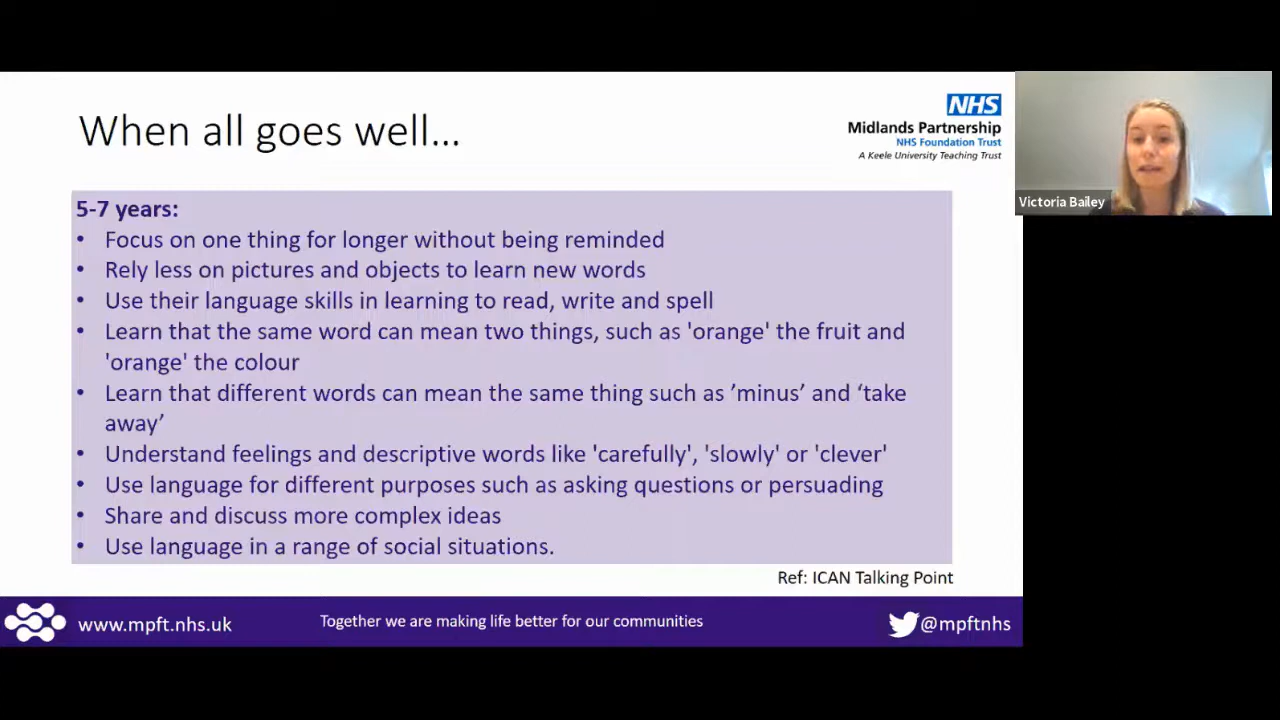 When all goes well...
NHS
Midlands Partnership
NHS Foundation Trust
A Keele University Teaching Trust
Victoria Bailey
5-7 years:
• Focus on one thing for longer without being reminded
• Rely less on pictures and objects to learn new words
• Use their language skills in learning to read, write and spell
• Learn that the same word can mean two things, such as 'orange' the fruit and
'orange' the colour
• Learn that different words can mean the same thing such as ’minus’ and ‘take
away’
• Understand feelings and descriptive words like 'carefully', 'slowly' or 'clever'
• Use language for different purposes such as asking questions or persuading
• Share and discuss more complex ideas
• Use language in a range of social situations.
Ref: ICAN Talking Point
www.mpft.nhs.uk
Together we are making life better for our communities
@mpftnhs